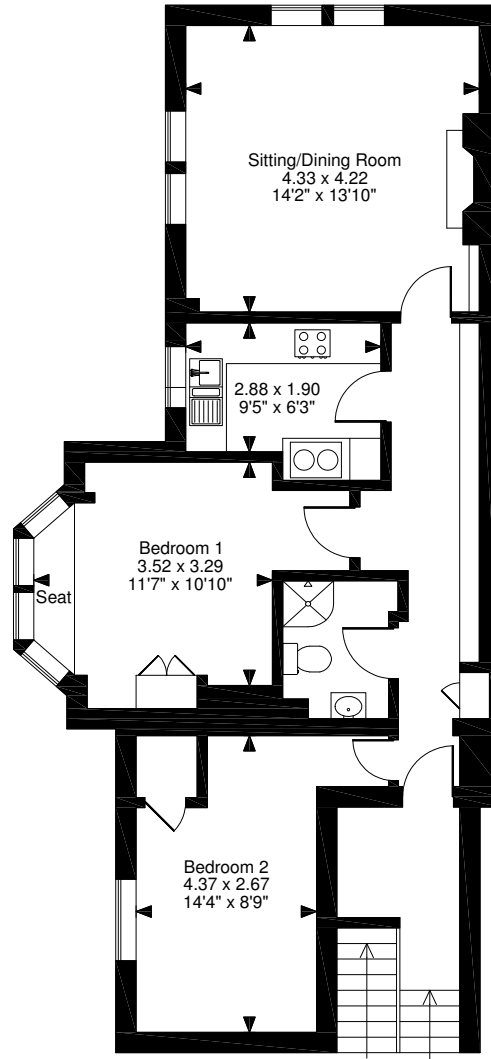 Sitting/Dining Room
4.33 x 4.22
14'2" x 13'10"
2.88 x 1.90
9'5" x 6'3"
Bedroom 1
3.52 x 3.29
11'7" x 10'10"
Seat
Bedroom 2
4.37 x 2.67
14'4" x 8'9"